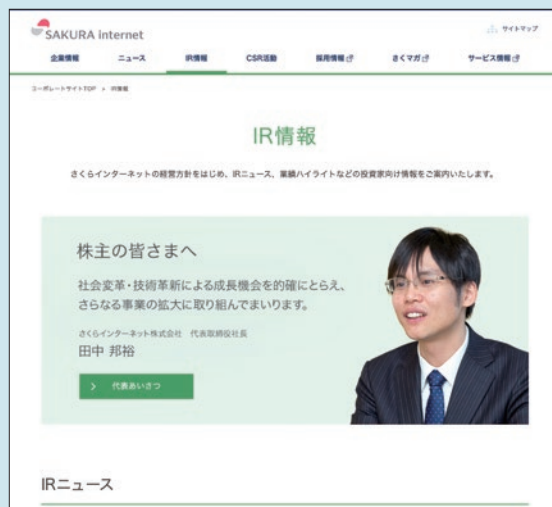 SAKURA internet
サイトマップ
企業情報 ニュース IR情報 CSR活動 採用情報 さくマガ サービス情報
コーポレートサイトTOP > IR情報
IR情報
さくらインターネットの経営方針をはじめ、IRニュース、業績ハイライトなどの投資家向け情報をご案内いたします。
株主の皆さまへ
社会変革・技術革新による成長機会を的確にとらえ、
さらなる事業の拡大に取り組んでまいります。
さくらインターネット株式会社 代表取締役社長
田中 邦裕
> 代表あいさつ
IRニュース